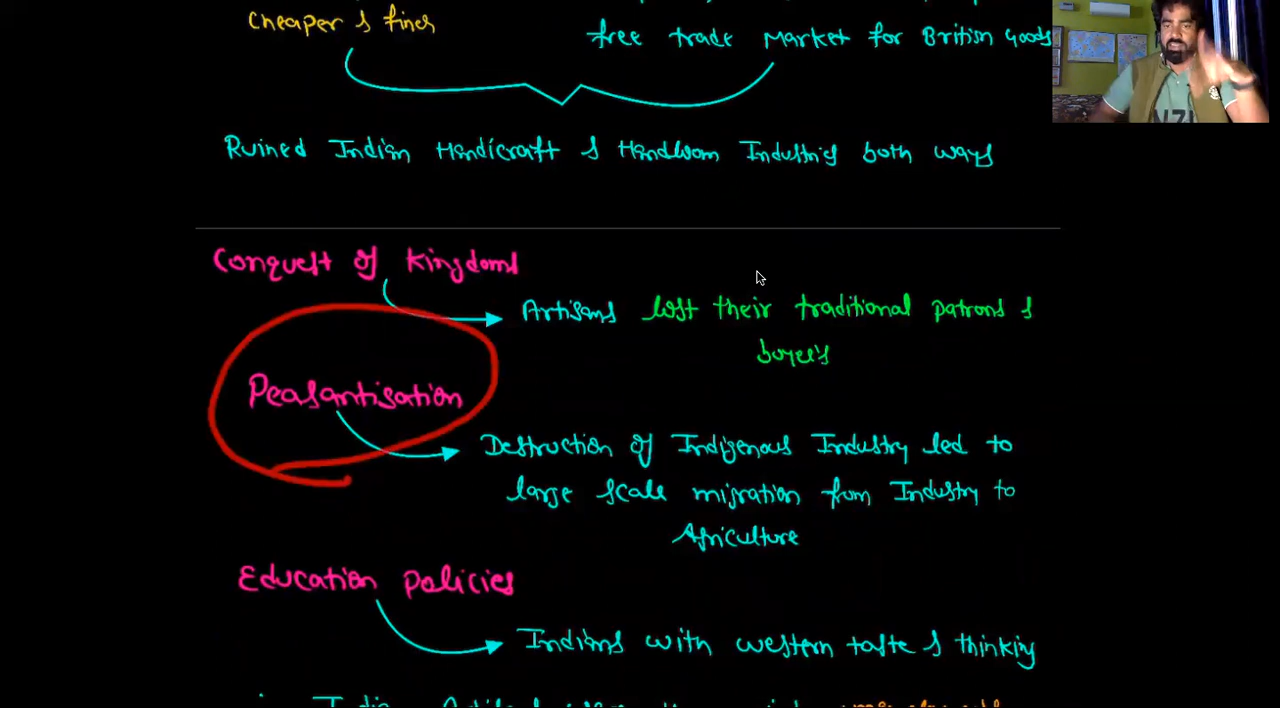 Cheaper & finer
free trade Market for British Goods
Ruined Indian Handicraft & Handloom Industries both ways
Conquest of Kingdoms
Artisans lost their traditional patrons &
buyers
Peasantisation
Destruction of Indigenous Industry led to
large scale migration from Industry to
Agriculture
Education policies
Indians with western taste & thinking